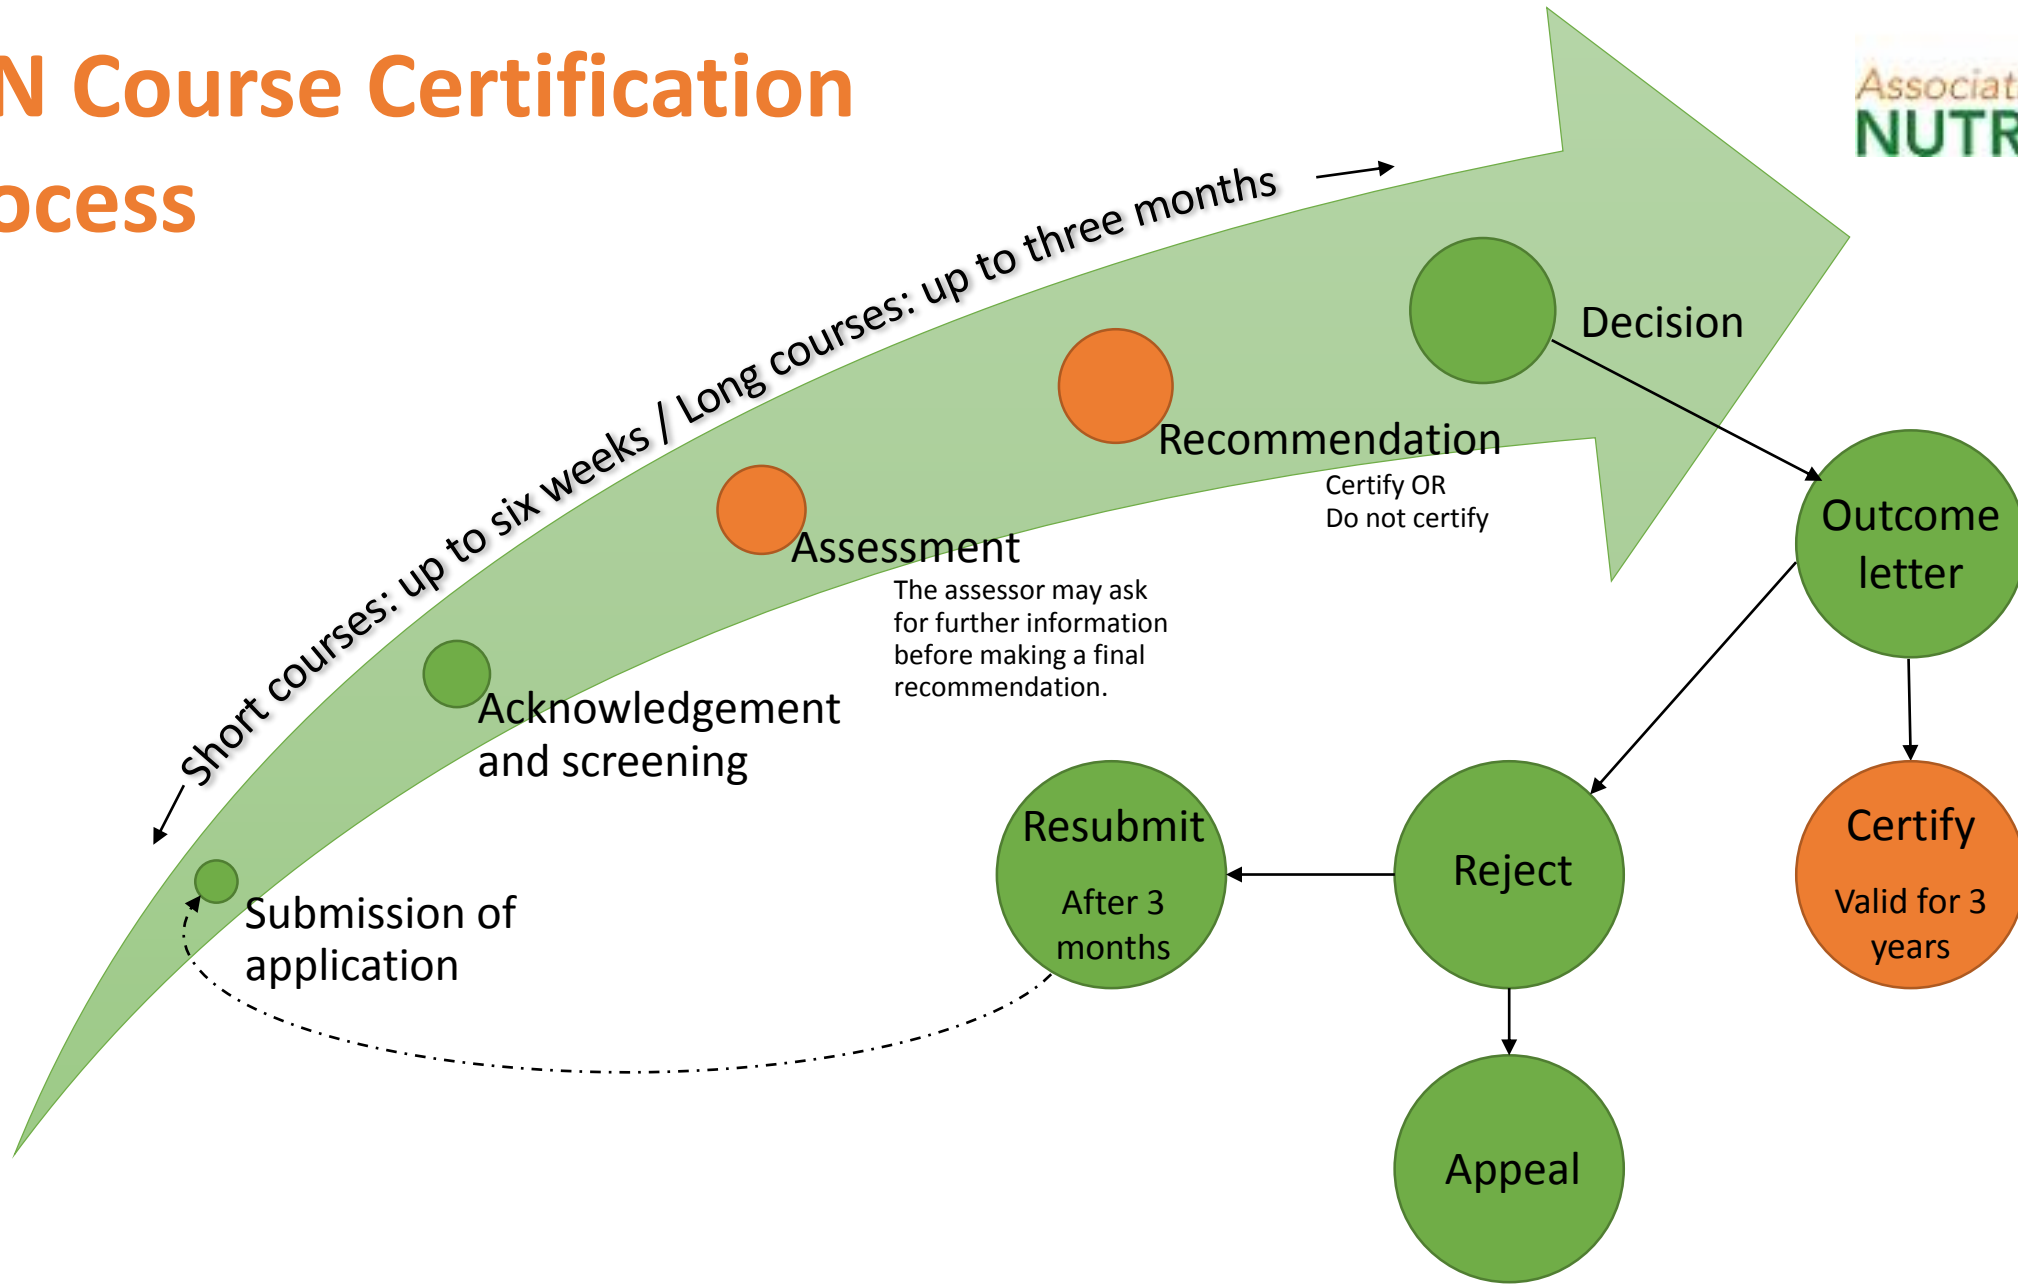 N Course Certification
ocess
Associat
NUTR
Short courses: up to six weeks / Long courses: up to three months
Decision
Recommendation
Certify OR
Do not certify
Assessment
The assessor may ask
for further information
before making a final
recommendation.
Acknowledgement
and screening
Submission of
application
Outcome
letter
Resubmit
After 3
months
Reject
Certify
Valid for 3
years
Appeal